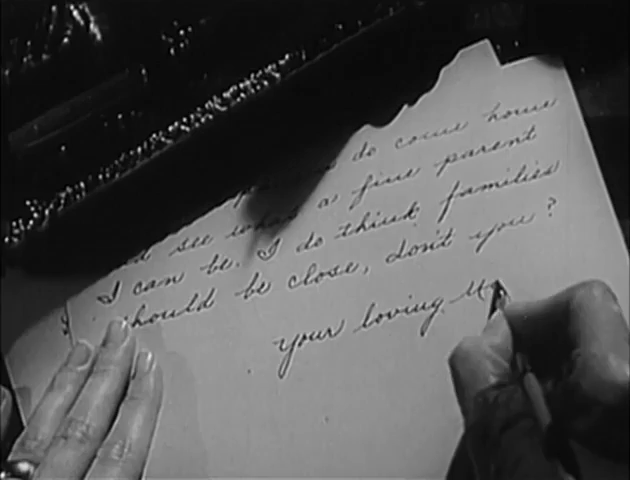 do come home
see what a fine parent
I can be. I do think families
should be close, don't you?
your loving M